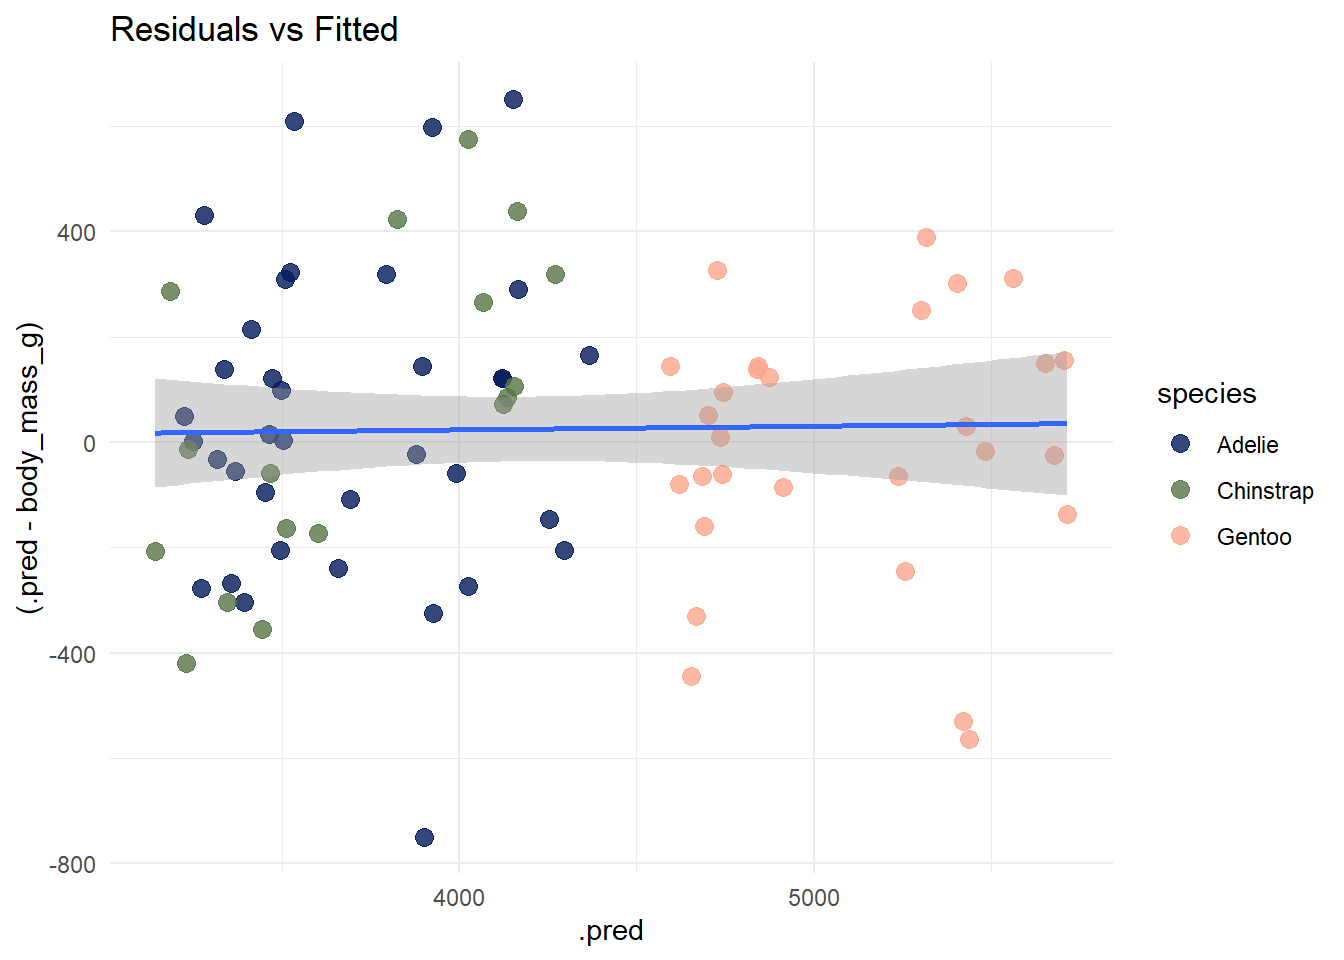 Residuals vs Fitted
(.pred - body_mass_g)
400
0
-400
-800
4000
5000
.pred
species
Adelie
Chinstrap
Gentoo